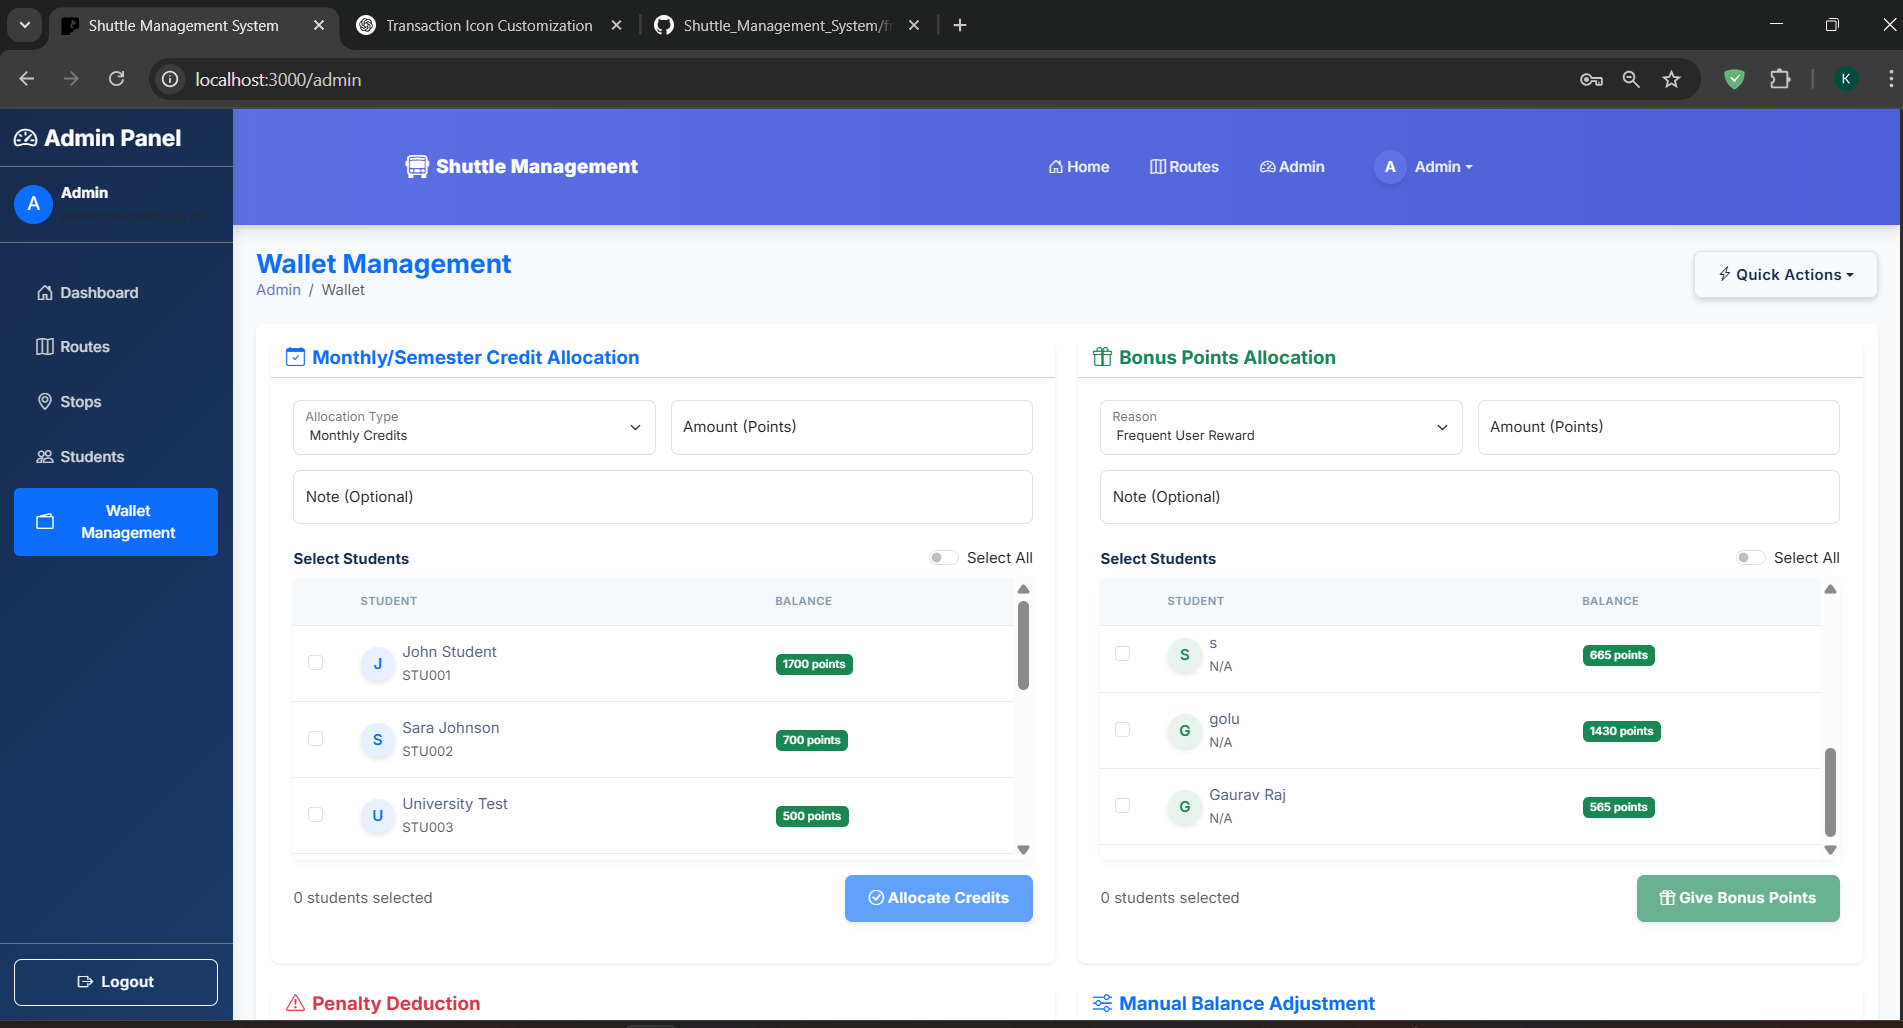 Shuttle Management System
Transaction Icon Customization
Shuttle_Management_System/fr
localhost:3000/admin
K
Admin Panel
A
Admin
Dashboard
Routes
Stops
Students
Wallet
Management
Logout
Shuttle Management
Home
Routes
Admin
A
Admin
Wallet Management
Admin / Wallet
Quick Actions
Monthly/Semester Credit Allocation
Allocation Type
Monthly Credits
Amount (Points)
Note (Optional)
Select Students
Select All
STUDENT
BALANCE
J
John Student
STU001
1700 points
S
Sara Johnson
STU002
700 points
U
University Test
STU003
500 points
0 students selected
Allocate Credits
Bonus Points Allocation
Reason
Frequent User Reward
Amount (Points)
Note (Optional)
Select Students
Select All
STUDENT
BALANCE
S
s
N/A
665 points
G
golu
N/A
1430 points
G
Gaurav Raj
N/A
565 points
0 students selected
Give Bonus Points
Penalty Deduction
Manual Balance Adjustment